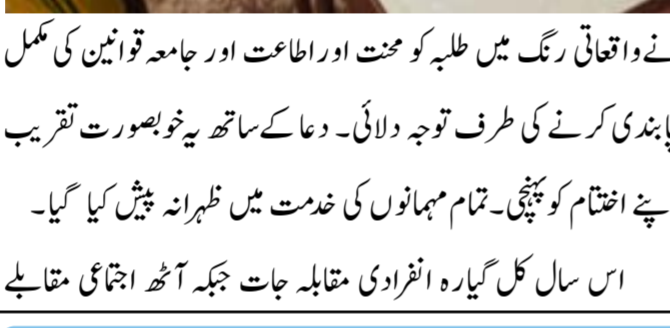 نے واقعاتی رنگ میں طلبہ کو محنت اور اطاعت اور جامعہ قوانین کی مکمل
پابندی کرنے کی طرف توجہ دلائی۔ دعا کے ساتھ یہ خوبصورت تقریب
اپنے اختتام کو پہنچی۔ تمام مہمانوں کی خدمت میں ظہرانہ پیش کیا گیا۔
اس سال کل گیارہ انفرادی مقابلہ جات جبکہ آٹھ اجتماعی مقابلے